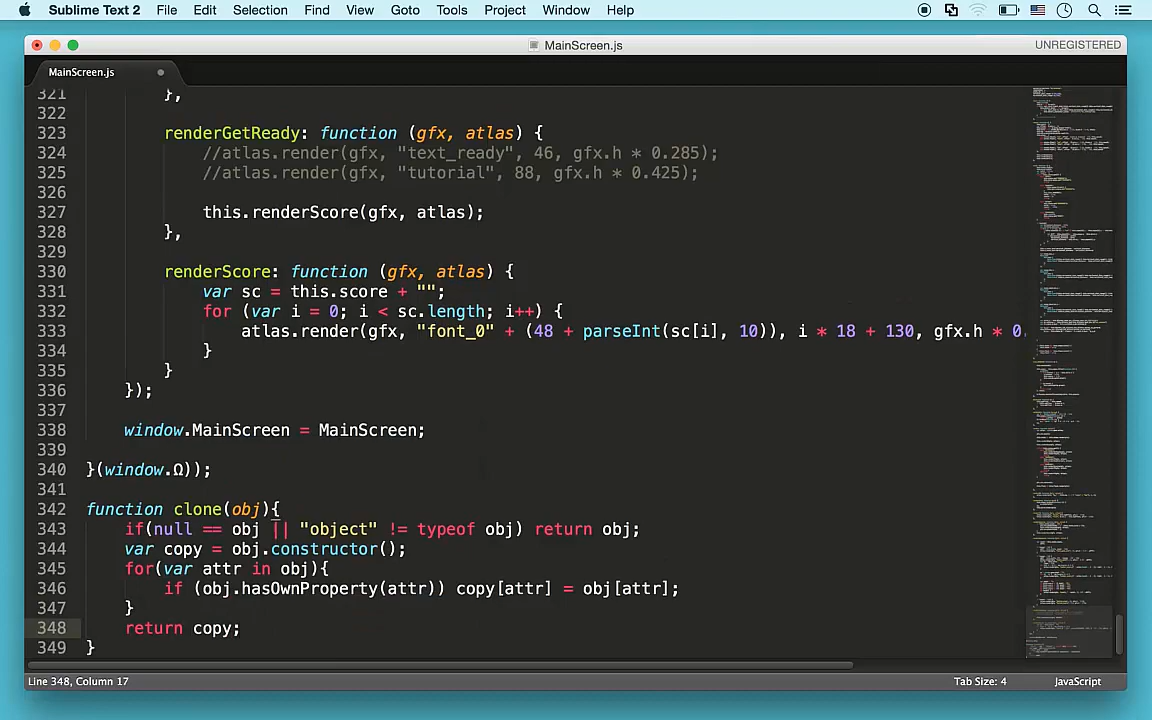 Sublime Text 2 File Edit Selection Find View Goto Tools Project Window Help
MainScreen.js UNREGISTERED
MainScreen.js
321 },
322
323 renderGetReady: function (gfx, atlas) {
324 //atlas.render(gfx, "text_ready", 46, gfx.h * 0.285);
325 //atlas.render(gfx, "tutorial", 88, gfx.h * 0.425);
326
327 this.renderScore(gfx, atlas);
328 },
329
330 renderScore: function (gfx, atlas) {
331 var sc = this.score + "";
332 for (var i = 0; i < sc.length; i++) {
333 atlas.render(gfx, "font_0" + (48 + parseInt(sc[i], 10)), i * 18 + 130, gfx.h * 0.
334 }
335 }
336 });
337
338 window.MainScreen = MainScreen;
339
340 }(window.Ω));
341
342 function clone(obj){
343 if(null == obj || "object" != typeof obj) return obj;
344 var copy = obj.constructor();
345 for(var attr in obj){
346 if (obj.hasOwnProperty(attr)) copy[attr] = obj[attr];
347 }
348 return copy;
349 }
Line 348, Column 17 Tab Size: 4 JavaScript